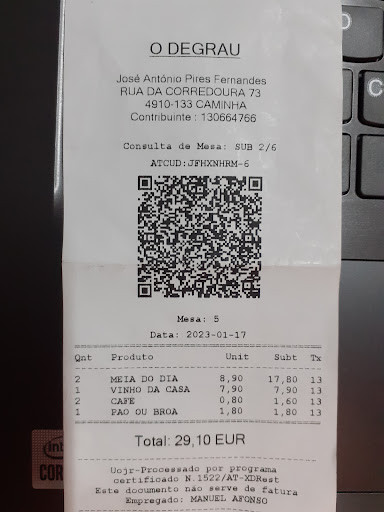 O DEGRAU
José António Pires Fernandes
RUA DA CORREDOURA 73
4910-133 CAMINHA
Contribuinte : 130664766
Consulta de Mesa: SUB 2/6
ATCUD:JFHXNHRM-6
Mesa: 5
Data: 2023-01-17
Qnt Produto Unit Subt Tx
2 MEIA DO DIA 8,90 17,80 13
1 VINHO DA CASA 7,90 7,90 13
2 CAFE 0,80 1,60 13
1 PAO OU BROA 1,80 1,80 13
Total: 29,10 EUR
Uojr-Processado por programa
certificado N.1522/AT-XDRest
Este documento não serve de fatura
Empregado: MANUEL AFONSO